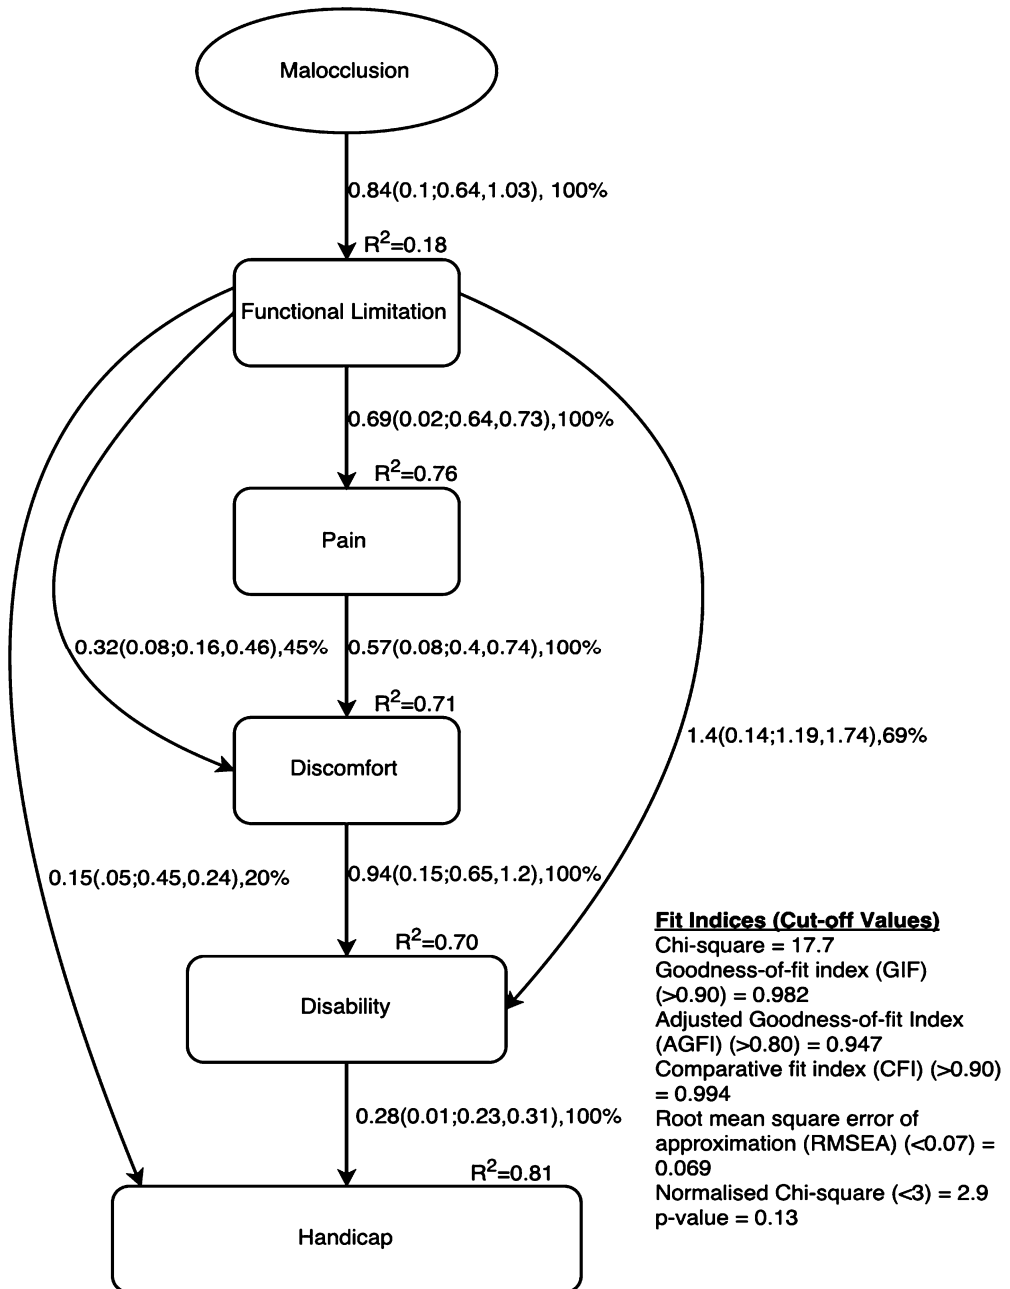 Malocclusion
0.84(0.1;0.64,1.03), 100%
R²=0.18
Functional Limitation
0.69(0.02;0.64,0.73),100%
R²=0.76
Pain
0.32(0.08;0.16,0.46),45%
0.57(0.08;0.4,0.74),100%
R²=0.71
1.4(0.14;1.19,1.74),69%
Discomfort
0.15(.05;0.45,0.24),20%
0.94(0.15;0.65,1.2),100%
R²=0.70
Disability
0.28(0.01;0.23,0.31),100%
R²=0.81
Handicap
Fit Indices (Cut-off Values)
Chi-square = 17.7
Goodness-of-fit index (GIF)
(>0.90) = 0.982
Adjusted Goodness-of-fit Index
(AGFI) (>0.80) = 0.947
Comparative fit index (CFI) (>0.90)
= 0.994
Root mean square error of
approximation (RMSEA) (<0.07) =
0.069
Normalised Chi-square (<3) = 2.9
p-value = 0.13